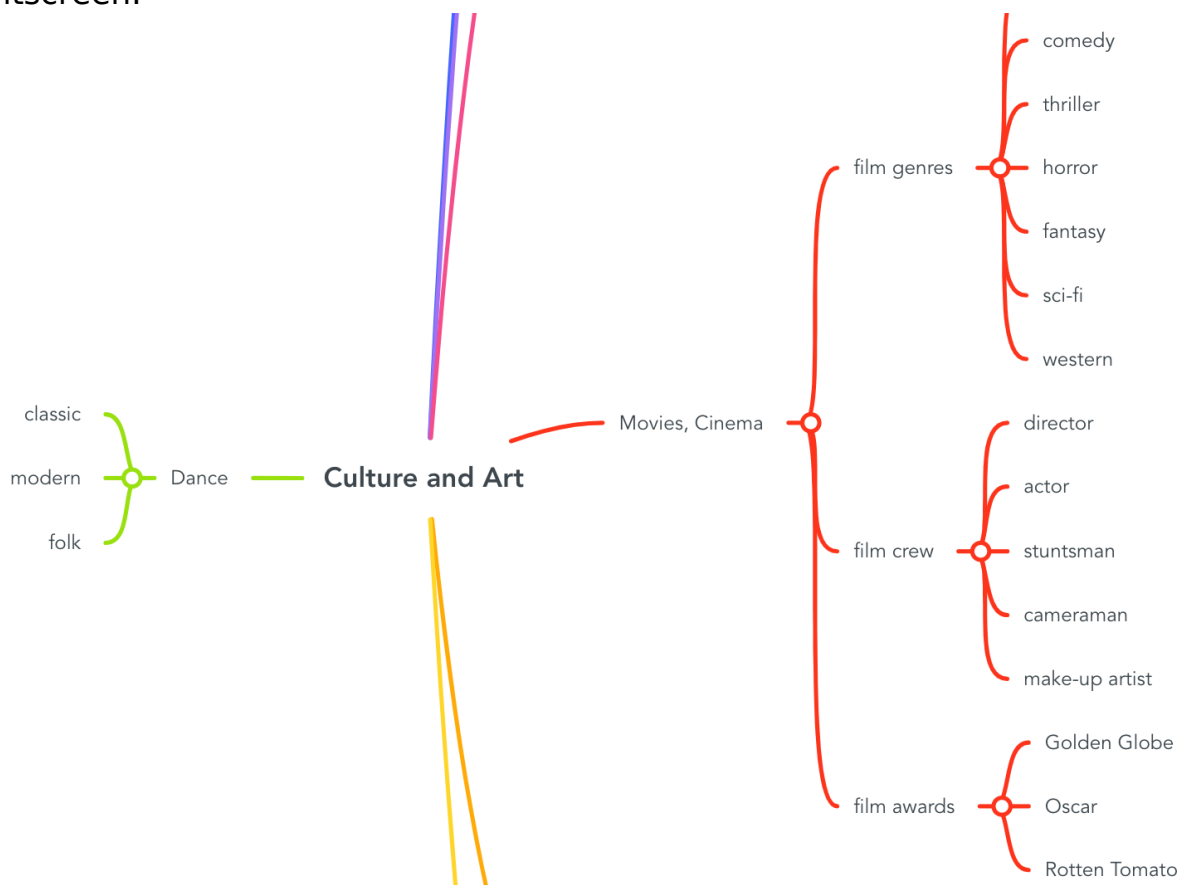 comedy
thriller
film genres
horror
fantasy
sci-fi
western
classic
modern
folk
Dance
Culture and Art
Movies, Cinema
director
actor
film crew
stuntsman
cameraman
make-up artist
Golden Globe
film awards
Oscar
Rotten Tomato